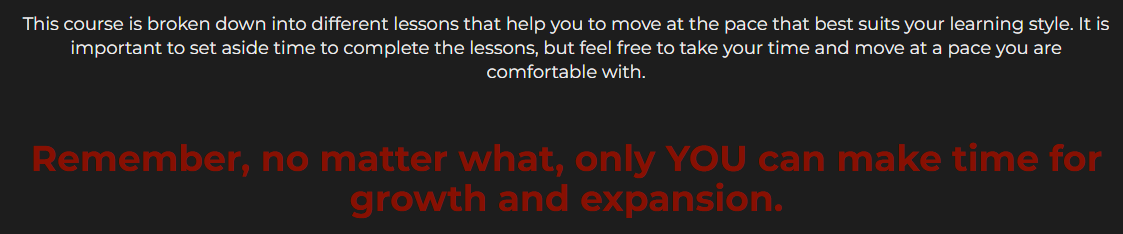 This course is broken down into different lessons that help you to move at the pace that best suits your learning style. It is
important to set aside time to complete the lessons, but feel free to take your time and move at a pace you are
comfortable with.
Remember, no matter what, only YOU can make time for
growth and expansion.